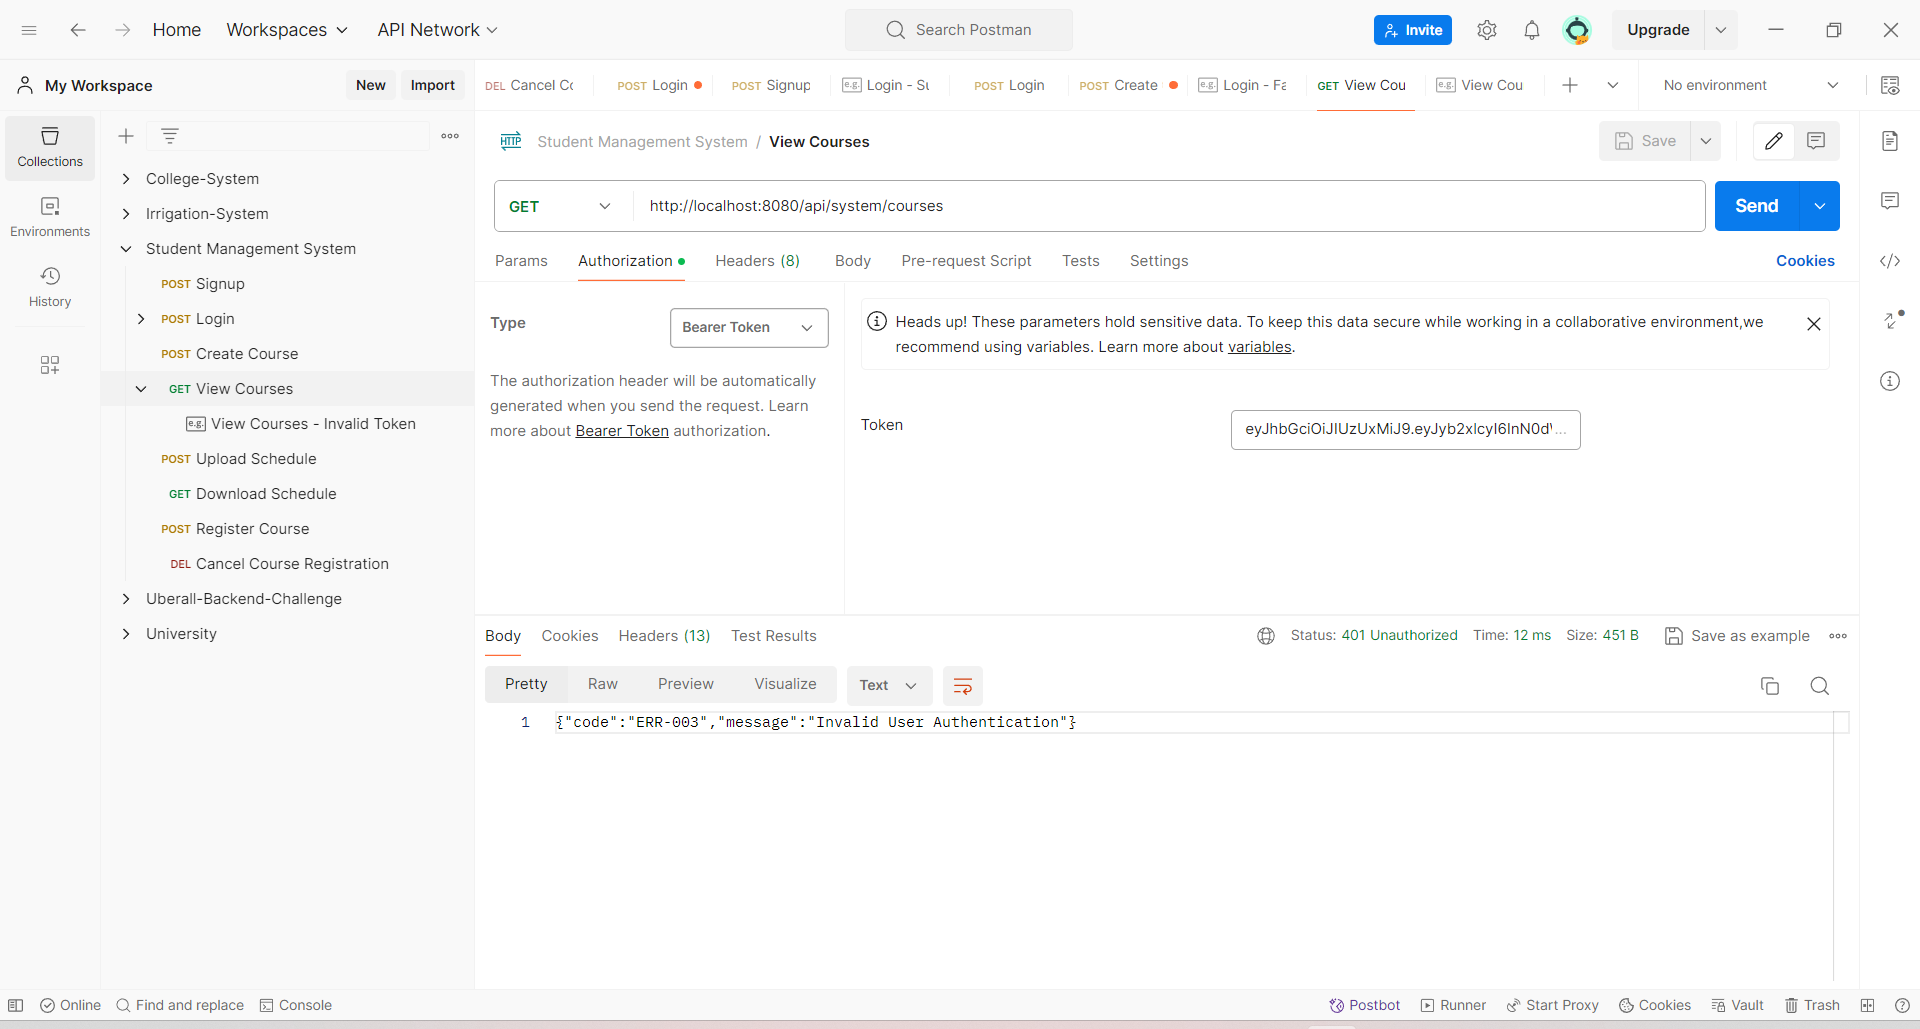 Home Workspaces API Network Search Postman Invite Upgrade
My Workspace New Import DEL Cancel Co POST Login POST Signup e.g. Login - Su POST Login POST Create e.g. Login - Fa GET View Cou e.g. View Cou No environment
HTTP Student Management System / View Courses Save
Collections
College-System
Irrigation-System
GET http://localhost:8080/api/system/courses Send
Environments
Student Management System
Params Authorization Headers (8) Body Pre-request Script Tests Settings Cookies
POST Signup
History
POST Login
Type Bearer Token
Heads up! These parameters hold sensitive data. To keep this data secure while working in a collaborative environment,we
recommend using variables. Learn more about variables.
POST Create Course
GET View Courses
The authorization header will be automatically
generated when you send the request. Learn
more about Bearer Token authorization.
Token
e.g. View Courses - Invalid Token
POST Upload Schedule
GET Download Schedule
POST Register Course
DEL Cancel Course Registration
Uberall-Backend-Challenge
University
Body Cookies Headers (13) Test Results Status: 401 Unauthorized Time: 12 ms Size: 451 B Save as example
Pretty Raw Preview Visualize Text
1 {"code":"ERR-003","message":"Invalid User Authentication"}
Online Find and replace Console Postbot Runner Start Proxy Cookies Vault Trash